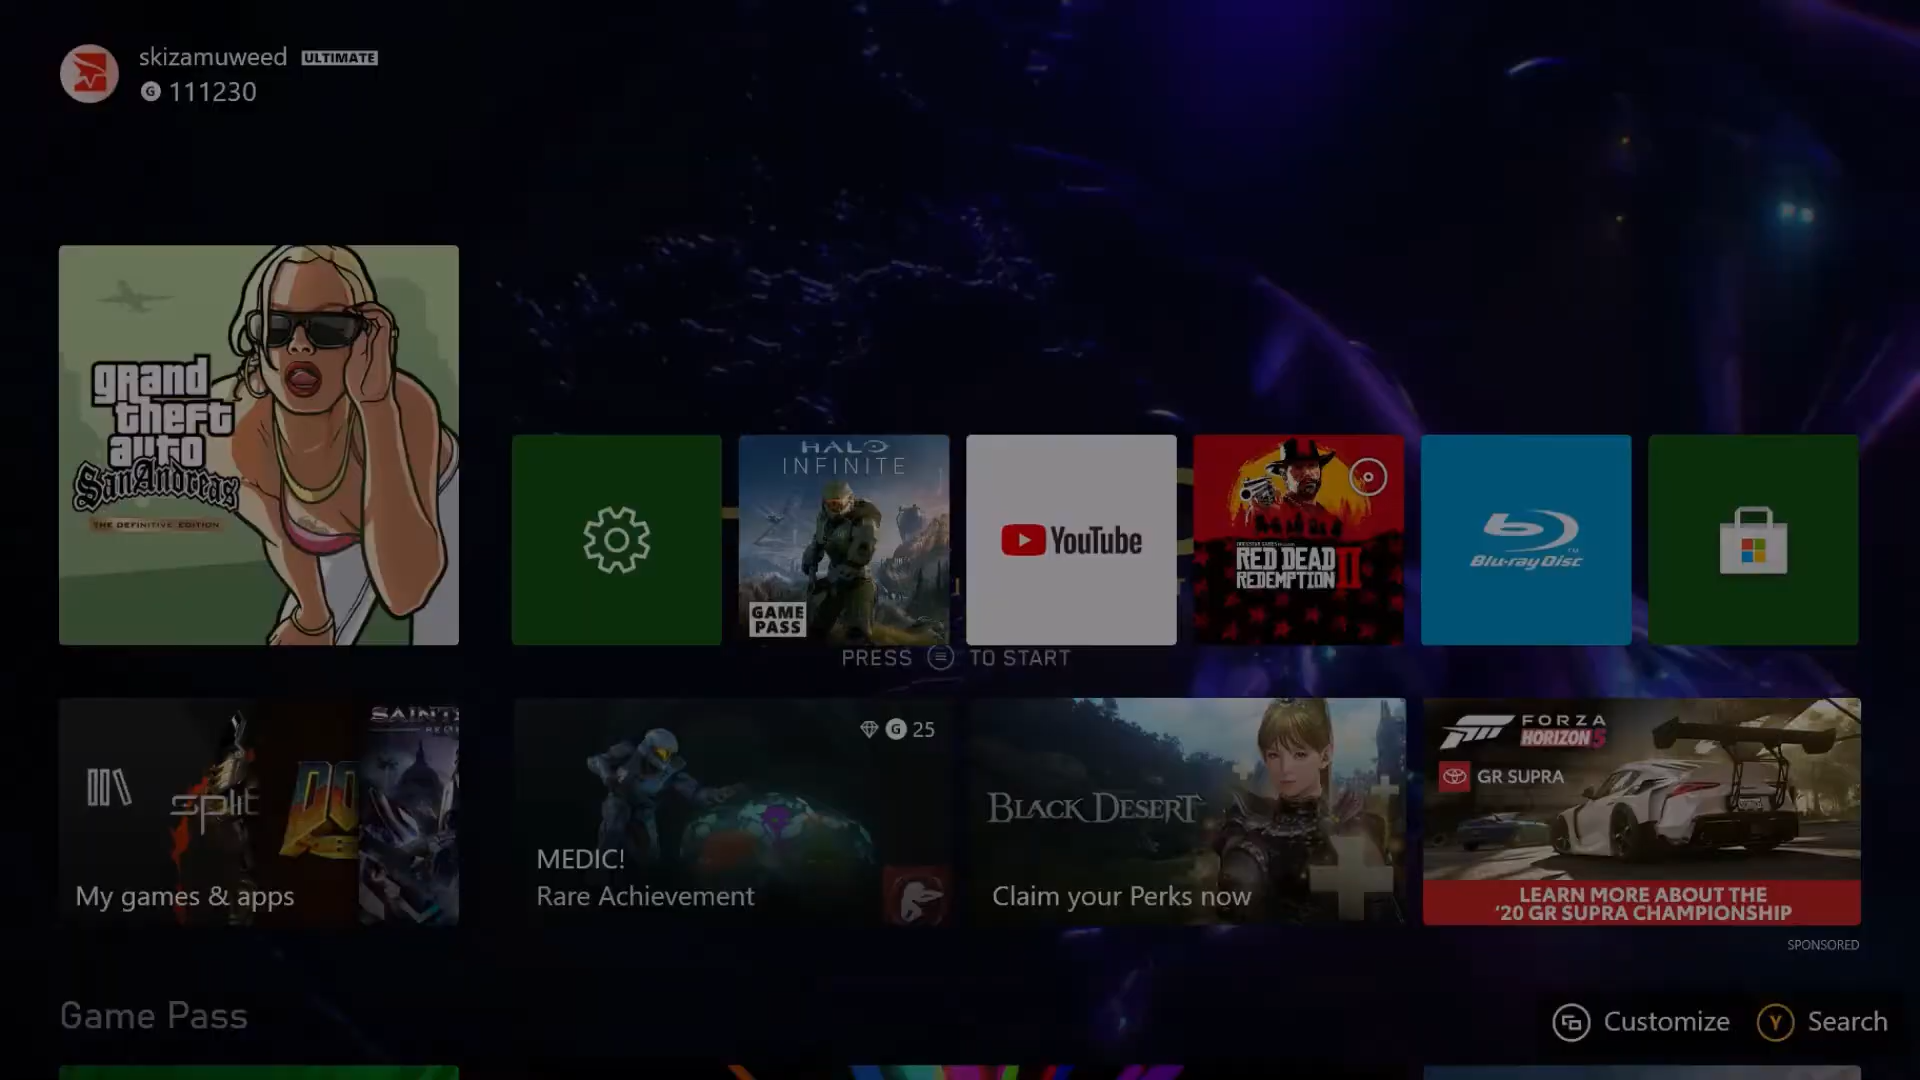 skizamuweed ULTIMATE
G 111230
grand
theft
auto
San Andreas
THE DEFINITIVE EDITION
HALO
INFINITE
GAME
PASS
YouTube
RED DEAD
REDEMPTION II
Blu-ray Disc
TM
PRESS TO START
split
DOO
SAINTS
My games & apps
G 25
MEDIC!
Rare Achievement
BLACK DESERT
Claim your Perks now
FORZA
HORIZON 5
GR SUPRA
LEARN MORE ABOUT THE
'20 GR SUPRA CHAMPIONSHIP
SPONSORED
Game Pass
Customize
Y Search